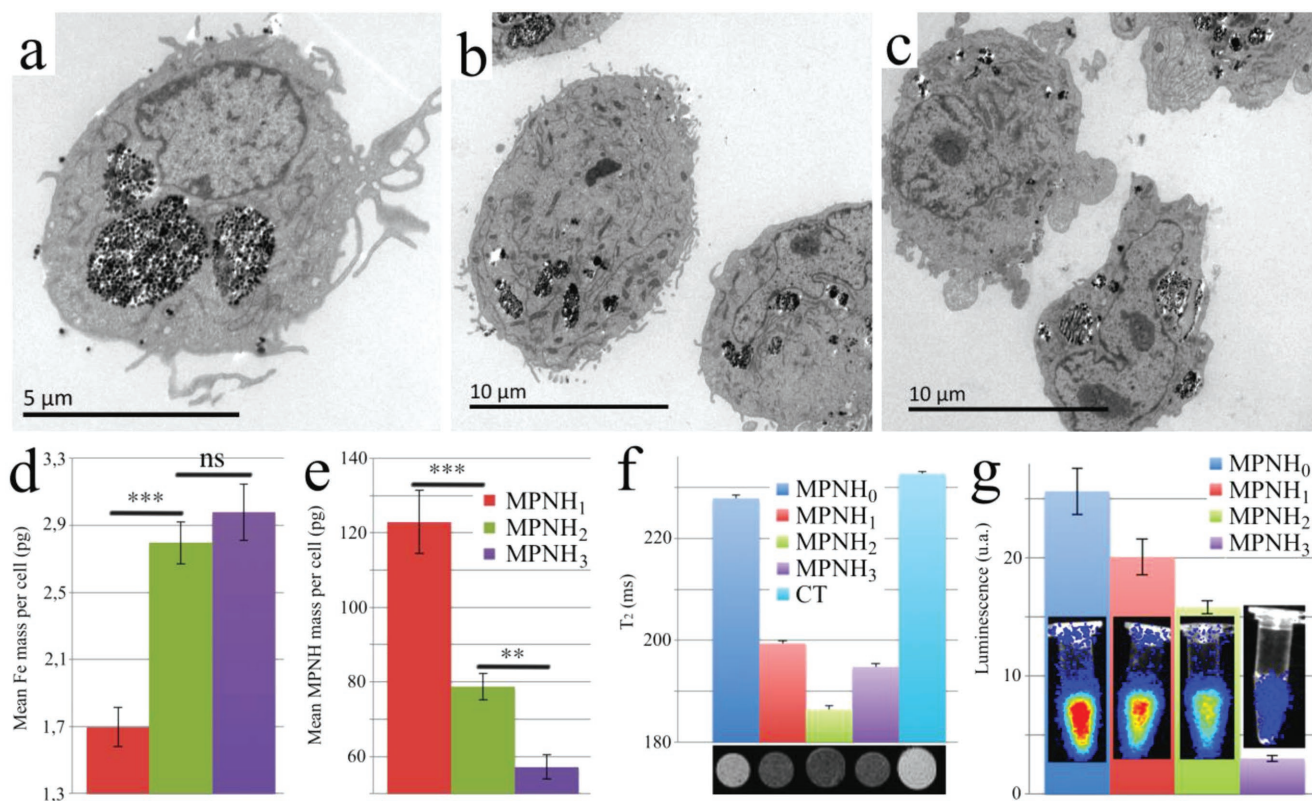 a
5 μm
b
10 μm
c
10 μm
d
Mean Fe mass per cell (pg)
3,3
2,9
2,5
2,1
1,7
1,3
***
ns
e
Mean MPNH mass per cell (pg)
140
120
100
80
60
***
**
MPNH₁
MPNH₂
MPNH₃
f
T₂ (ms)
220
200
180
MPNH₀
MPNH₁
MPNH₂
MPNH₃
CT
g
Luminescence (u.a.)
20
10
0
MPNH₀
MPNH₁
MPNH₂
MPNH₃